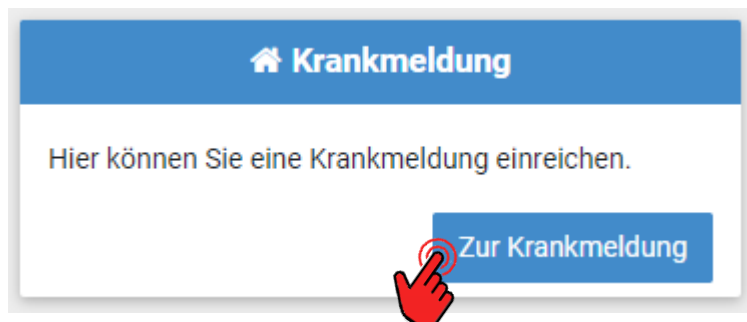 Krankmeldung
Hier können Sie eine Krankmeldung einreichen.
Zur Krankmeldung